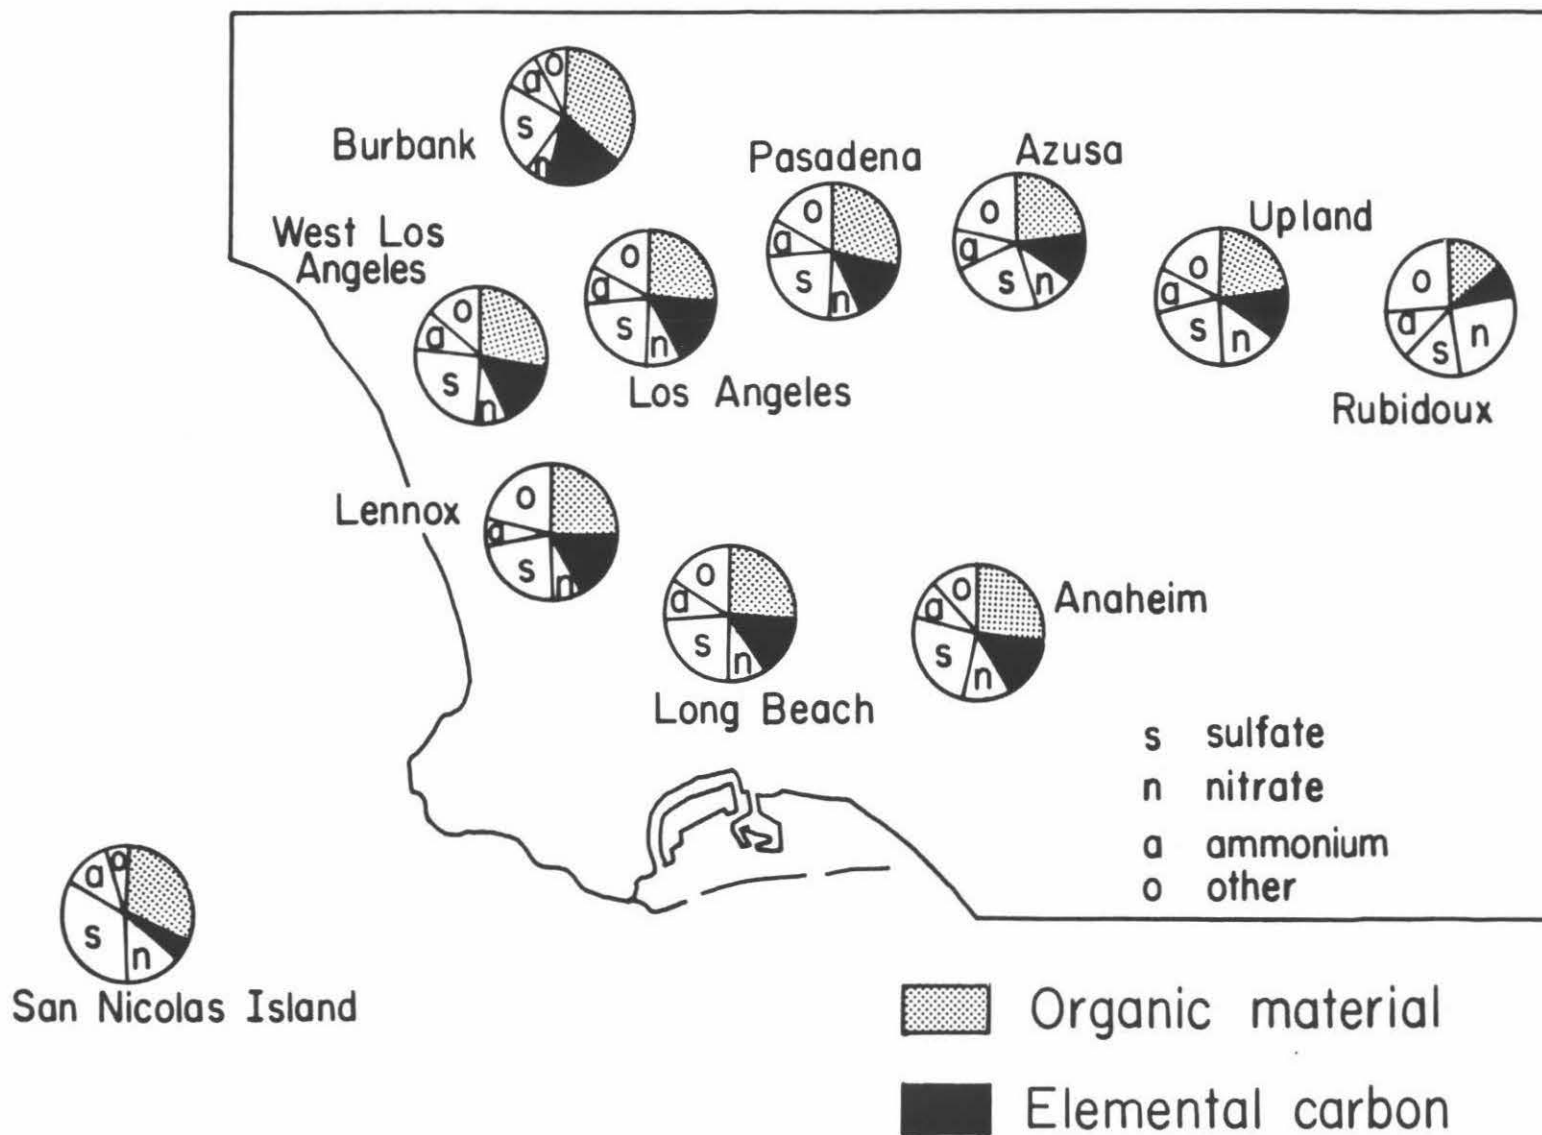 o
a
s
n
Burbank
Pasadena
o
a
s
n
Azusa
o
a
s
n
Upland
o
a
s
n
o
a
s
n
Rubidoux
West Los
Angeles
o
a
s
n
o
a
s
n
Los Angeles
Lennox
o
a
s
n
o
a
s
n
Long Beach
o
a
s
n
Anaheim
s sulfate
n nitrate
a ammonium
o other
o
a
s
n
San Nicolas Island
Organic material
Elemental carbon